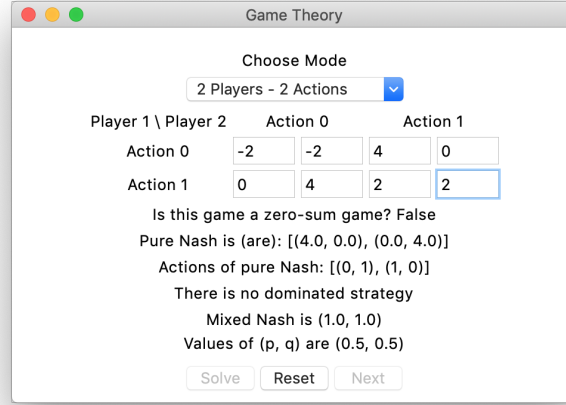 Game Theory
Choose Mode
2 Players - 2 Actions
Player 1 \ Player 2 Action 0 Action 1
Action 0 -2 -2 4 0
Action 1 0 4 2 2
Is this game a zero-sum game? False
Pure Nash is (are): [(4.0, 0.0), (0.0, 4.0)]
Actions of pure Nash: [(0, 1), (1, 0)]
There is no dominated strategy
Mixed Nash is (1.0, 1.0)
Values of (p, q) are (0.5, 0.5)
Solve Reset Next